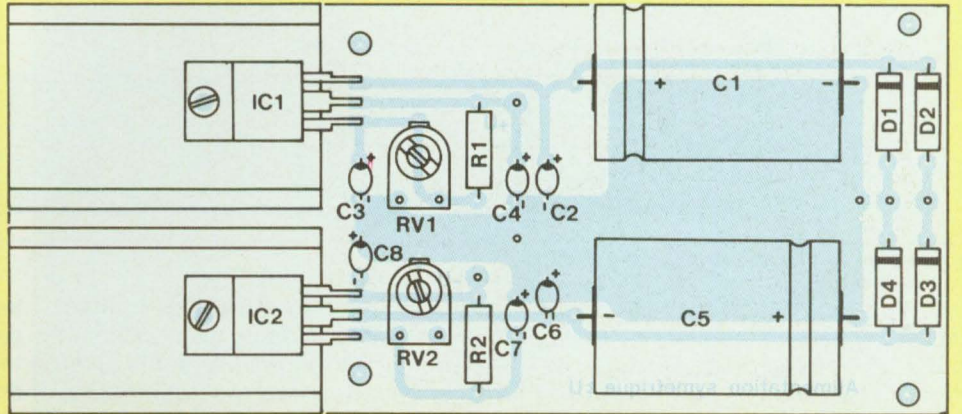 IC1
C1
+
-
D1
D2
R1
+
C3
RV1
+
C4
+
C2
+
C8
IC2
RV2
R2
+
C7
+
C6
-
C5
+
D4
D3
+U
Alimentation symétrique ±U